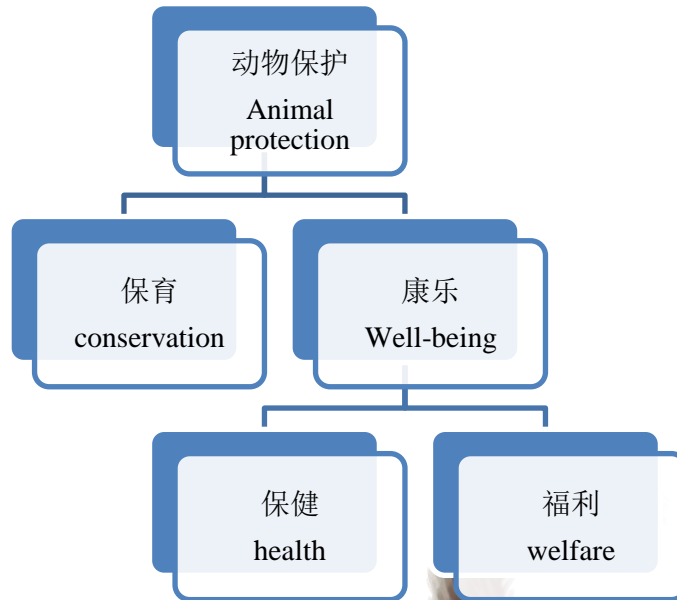 动物保护
Animal
protection
保育
conservation
康乐
Well-being
保健
health
福利
welfare